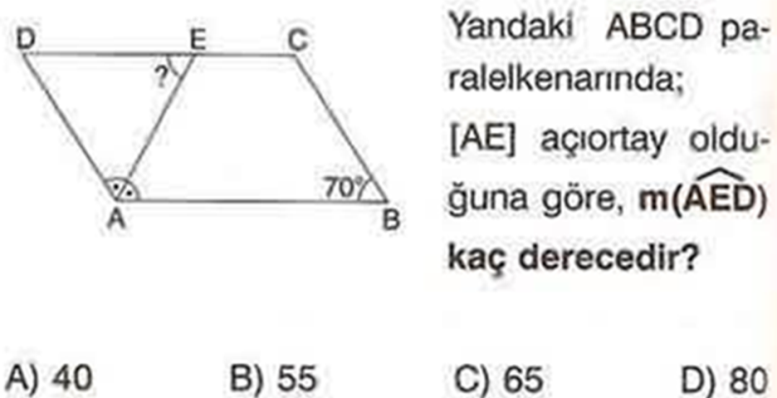 D E C
?
70°
A B
Yandaki ABCD pa-
ralelkenarında;
[AE] açıortay oldu-
ğuna göre, m(AED)
kaç derecedir?
A) 40 B) 55 C) 65 D) 80